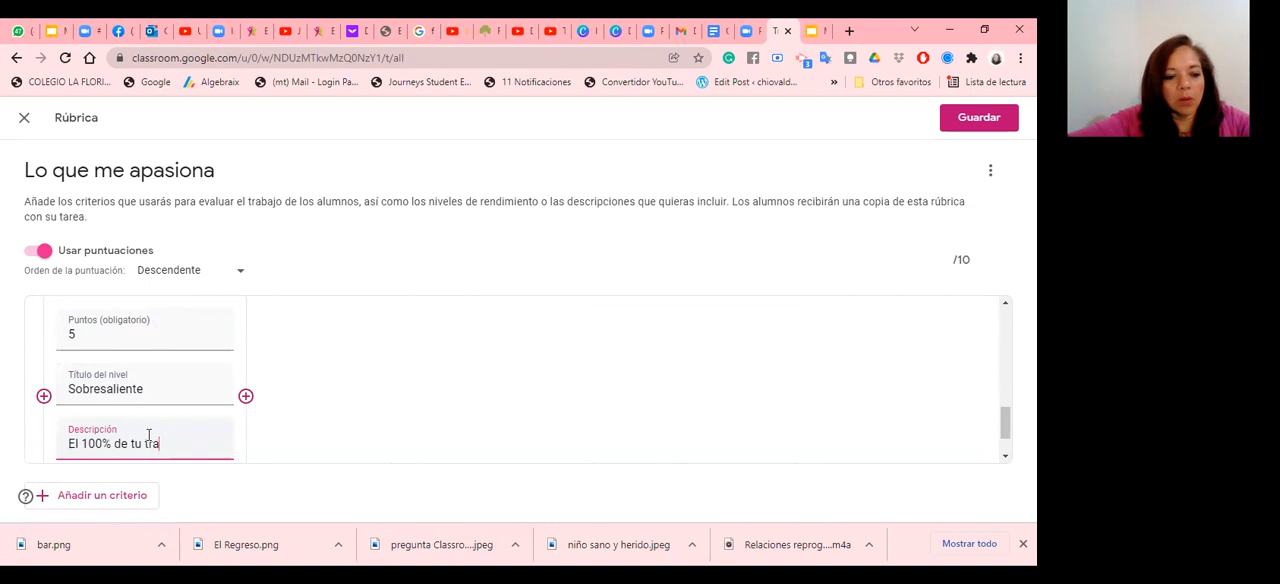 classroom.google.com/u/0/w/NDUzMTkwMzQ0NzY1/t/all
COLEGIO LA FLORI... Google Algebraix (mt) Mail - Login Pa... Journeys Student E... 11 Notificaciones Convertidor YouTu... Edit Post ‹ chiovald... » Otros favoritos Lista de lectura
Rúbrica Guardar
Lo que me apasiona
Añade los criterios que usarás para evaluar el trabajo de los alumnos, así como los niveles de rendimiento o las descripciones que quieras incluir. Los alumnos recibirán una copia de esta rúbrica
con su tarea.
Usar puntuaciones
Orden de la puntuación: Descendente
/10
Puntos (obligatorio)
5
Título del nivel
Sobresaliente
Descripción
El 100% de tu tra
Añadir un criterio
bar.png El Regreso.png pregunta Classro....jpeg niño sano y herido.jpeg Relaciones reprog....m4a Mostrar todo